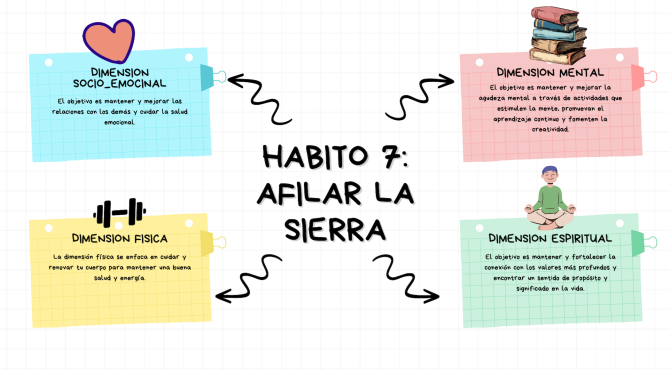 DIMENSION
SOCIO_EMOCINAL
El objetivo es mantener y mejorar las
relaciones con los demás y cuidar la salud
emocional.
DIMENSION MENTAL
El objetivo es mantener y mejorar la
agudeza mental a través de actividades que
estimulen la mente, promuevan el
aprendizaje continuo y fomenten la
creatividad.
HABITO 7:
AFILAR LA
SIERRA
DIMENSION FISICA
La dimensión física se enfoca en cuidar y
renovar tu cuerpo para mantener una buena
salud y energía.
DIMENSION ESPIRITUAL
El objetivo es mantener y fortalecer la
conexión con los valores más profundos y
encontrar un sentido de propósito y
significado en la vida.